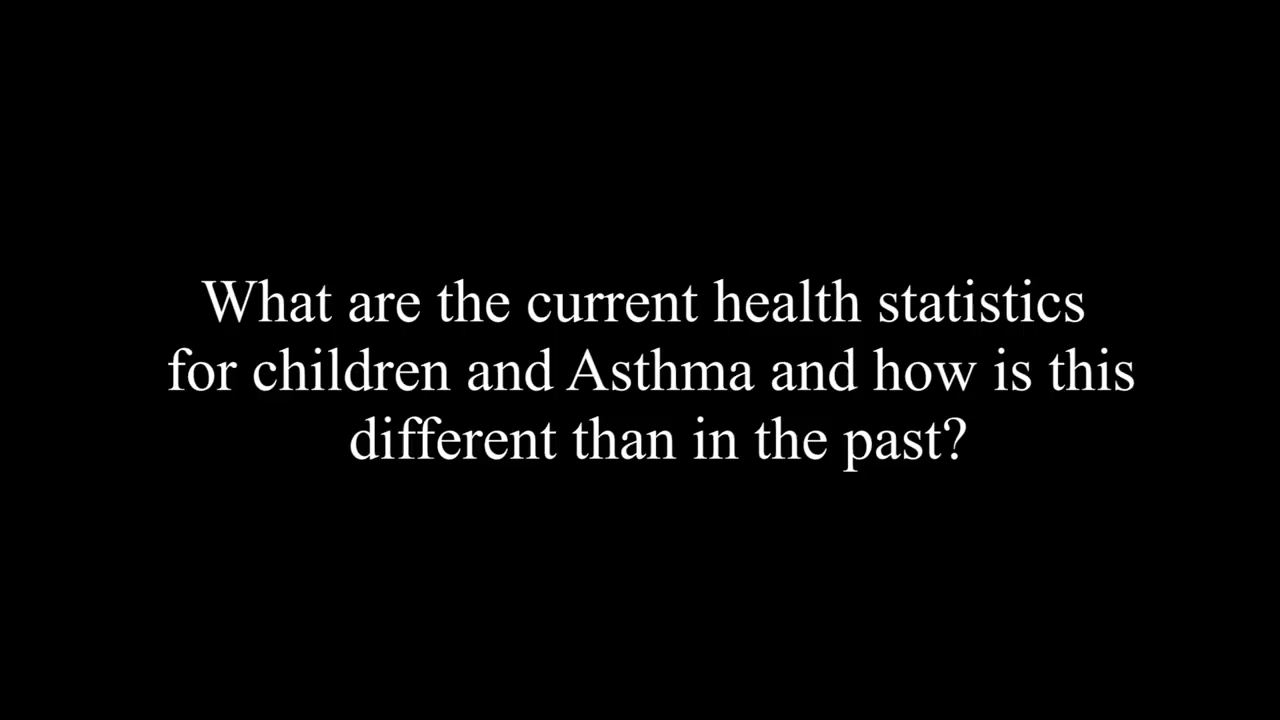 What are the current health statistics
for children and Asthma and how is this
different than in the past?